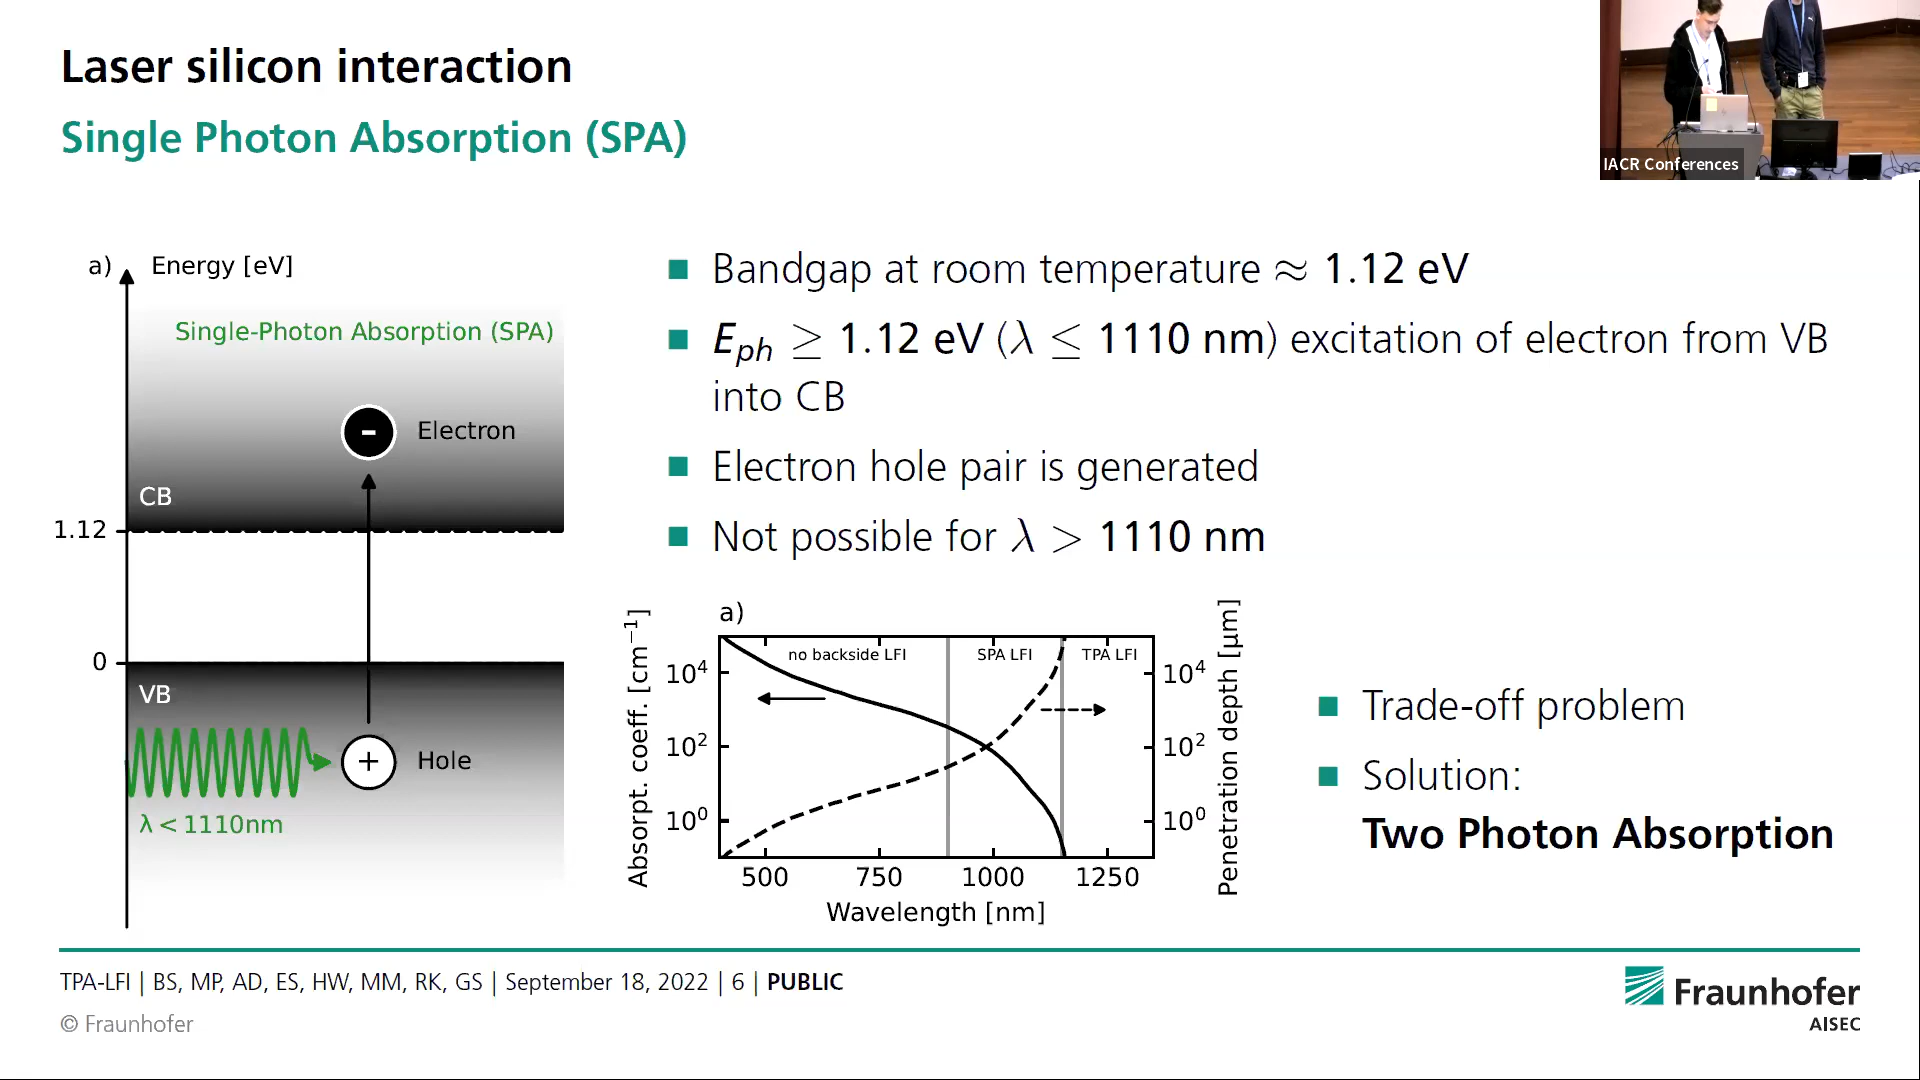 Laser silicon interaction
Single Photon Absorption (SPA)
IACR Conferences
a)
Energy [eV]
Single-Photon Absorption (SPA)
- Electron
CB
1.12
0
VB
+ Hole
λ < 1110nm
■ Bandgap at room temperature ≈ 1.12 eV
■ Eph ≥ 1.12 eV (λ ≤ 1110 nm) excitation of electron from VB
into CB
■ Electron hole pair is generated
■ Not possible for λ > 1110 nm
a)
Absorpt. coeff. [cm⁻¹]
10⁴
10²
10⁰
no backside LFI
SPA LFI
TPA LFI
10⁴
10²
10⁰
Penetration depth [μm]
500 750 1000 1250
Wavelength [nm]
■ Trade-off problem
■ Solution:
Two Photon Absorption
TPA-LFI | BS, MP, AD, ES, HW, MM, RK, GS | September 18, 2022 | 6 | PUBLIC
© Fraunhofer
Fraunhofer
AISEC